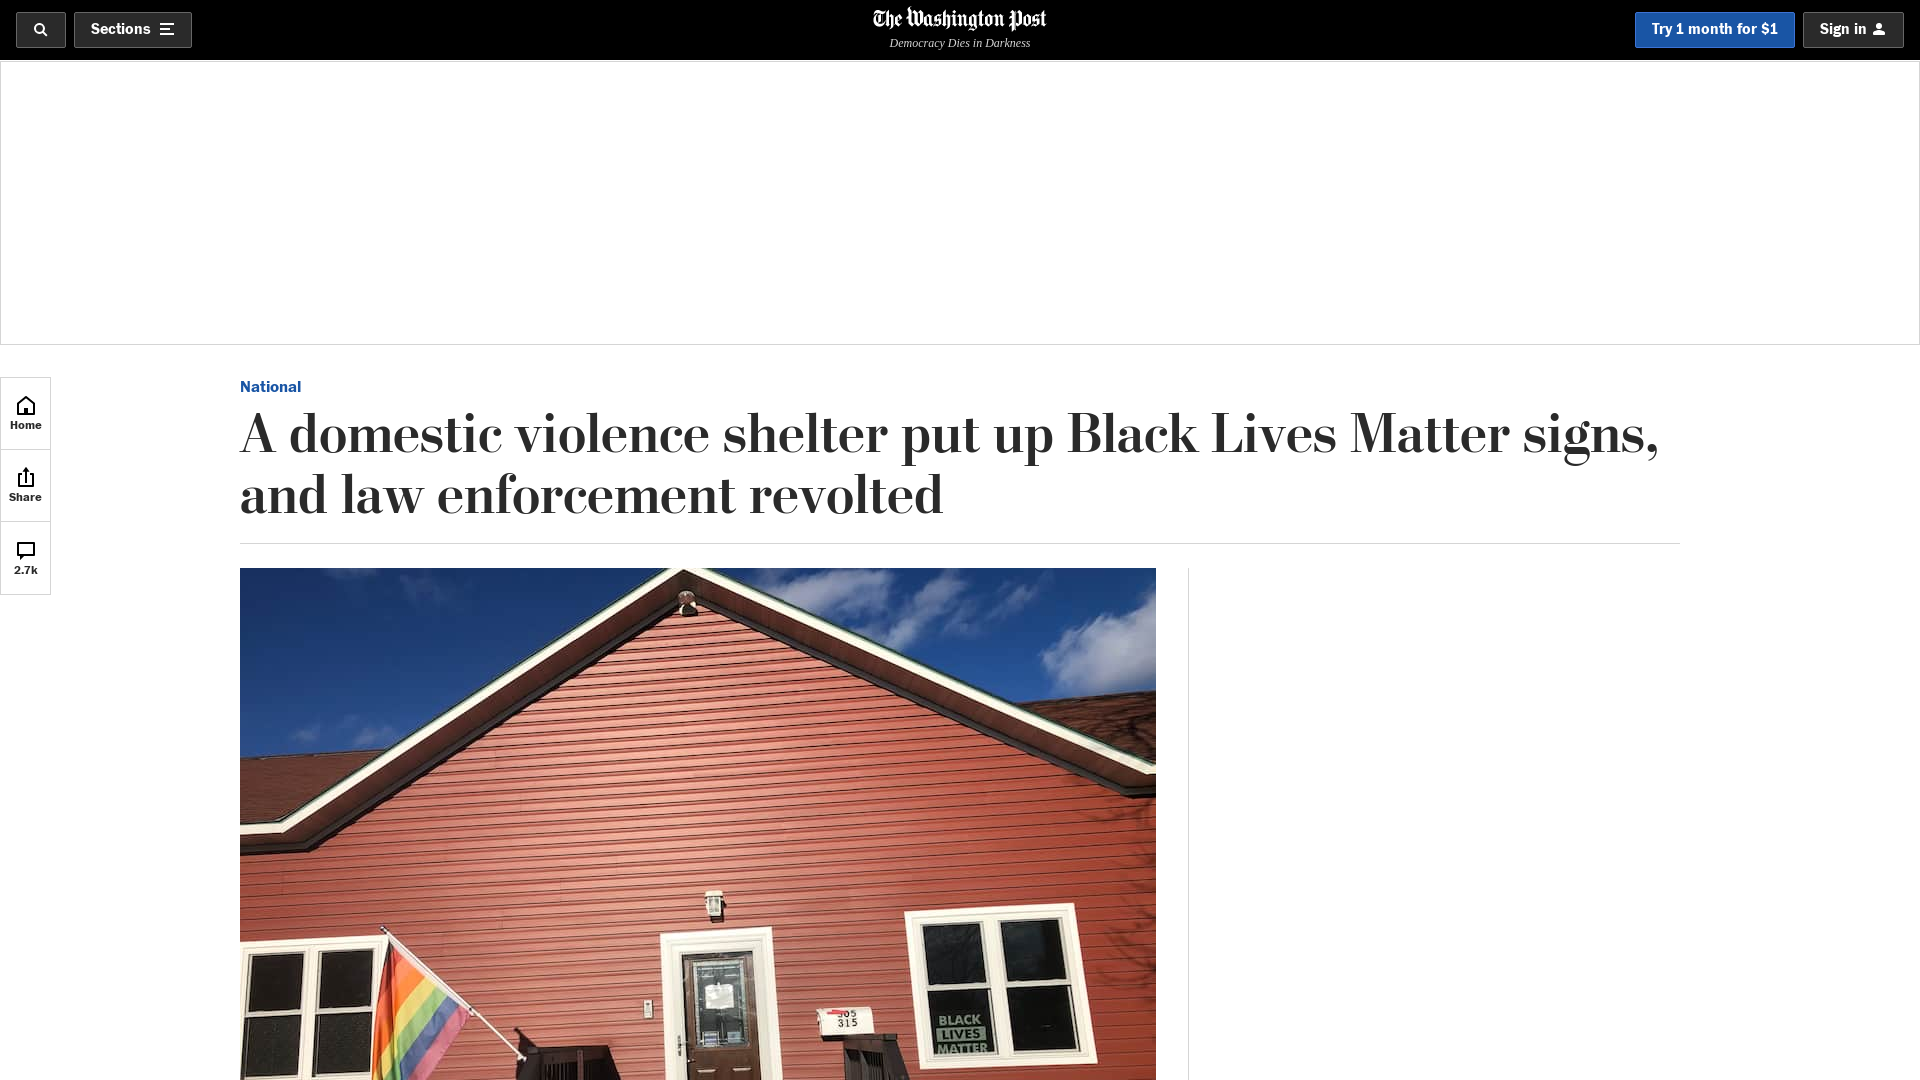 Sections
The Washington Post
Democracy Dies in Darkness
Try 1 month for $1
Sign in
National
A domestic violence shelter put up Black Lives Matter signs,
and law enforcement revolted
Home
Share
2.7k
305
315
BLACK
LIVES
MATTER